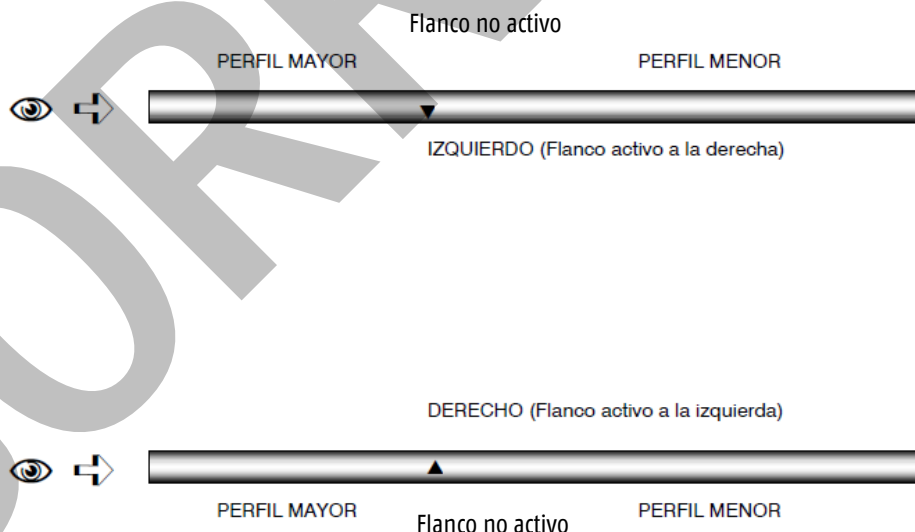 Flanco no activo
PERFIL MAYOR PERFIL MENOR
IZQUIERDO (Flanco activo a la derecha)
DERECHO (Flanco activo a la izquierda)
PERFIL MAYOR PERFIL MENOR
Flanco no activo